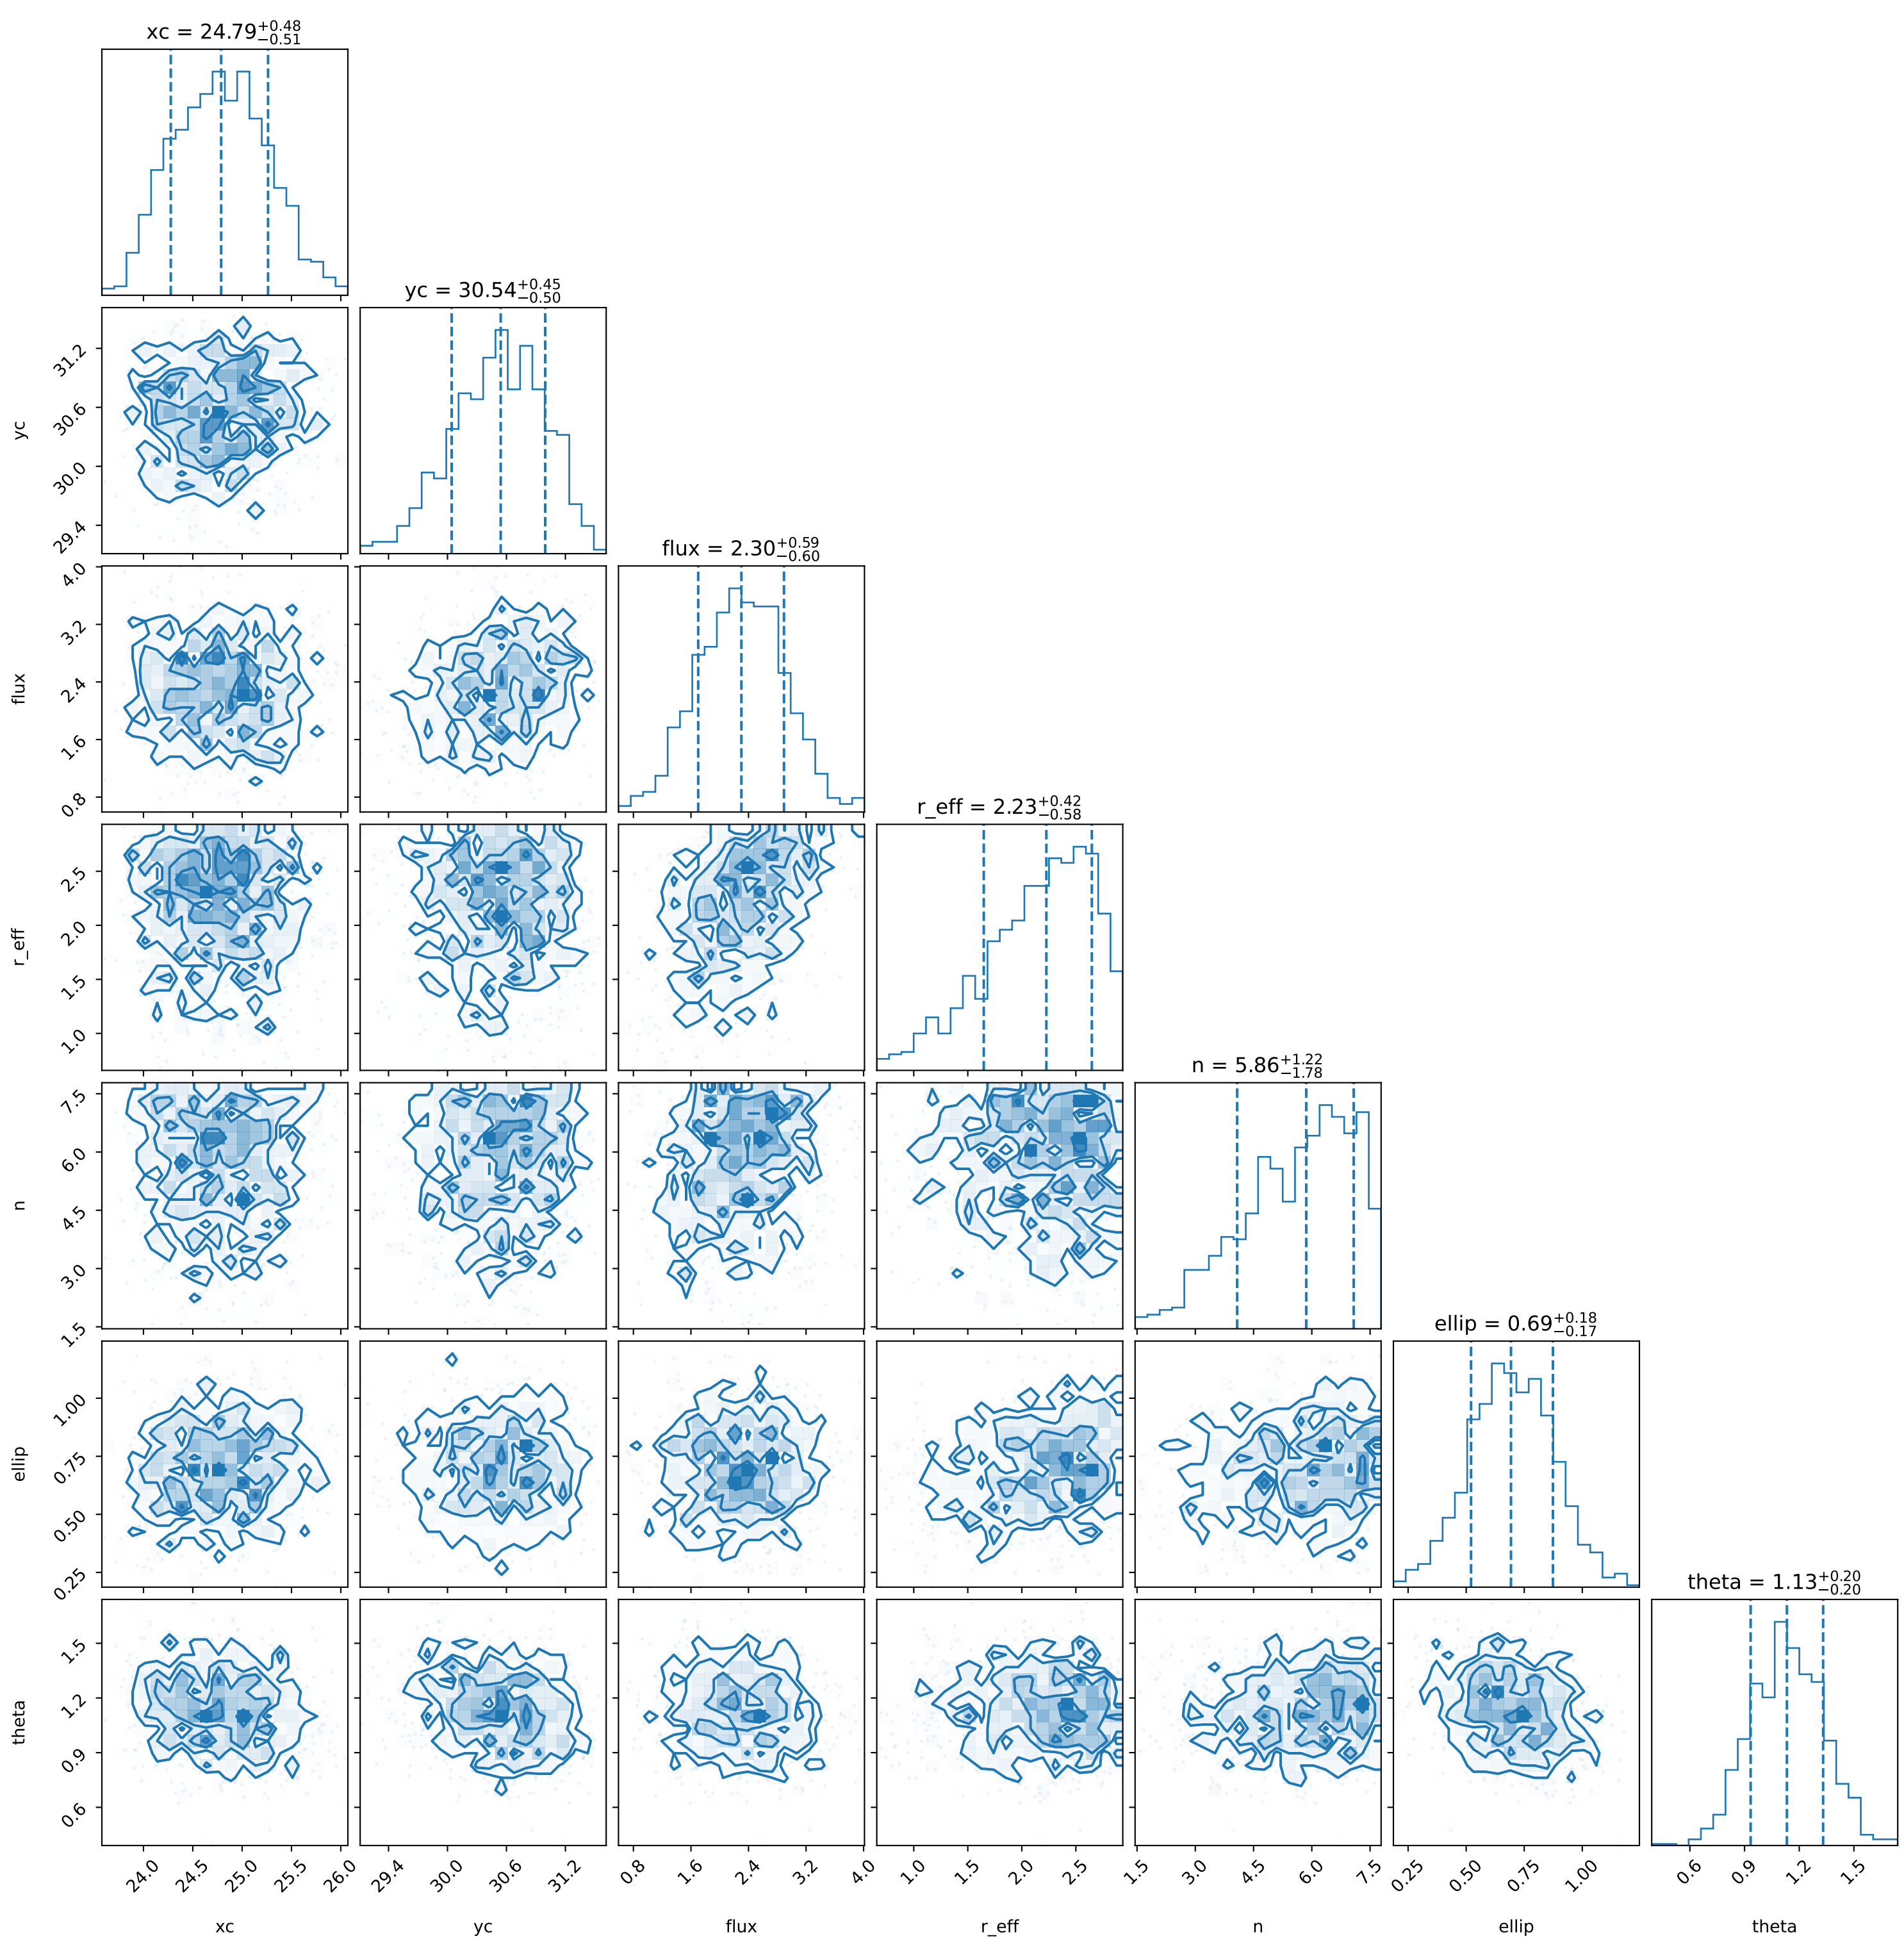 xc = 24.79+0.48−0.51
yc = 30.54+0.45−0.50
yc
31.2
30.6
30.0
29.4
flux = 2.30+0.59−0.60
flux
4.0
3.2
2.4
1.6
0.8
r_eff = 2.23+0.42−0.58
r_eff
2.5
2.0
1.5
1.0
n = 5.86+1.22−1.78
n
7.5
6.0
4.5
3.0
1.5
ellip = 0.69+0.18−0.17
ellip
1.00
0.75
0.50
0.25
theta = 1.13+0.20−0.20
theta
1.5
1.2
0.9
0.6
24.0 24.5 25.0 25.5 26.0 29.4 30.0 30.6 31.2 0.8 1.6 2.4 3.2 4.0 1.0 1.5 2.0 2.5 1.5 3.0 4.5 6.0 7.5 0.25 0.50 0.75 1.00 0.6 0.9 1.2 1.5
xc yc flux r_eff n ellip theta